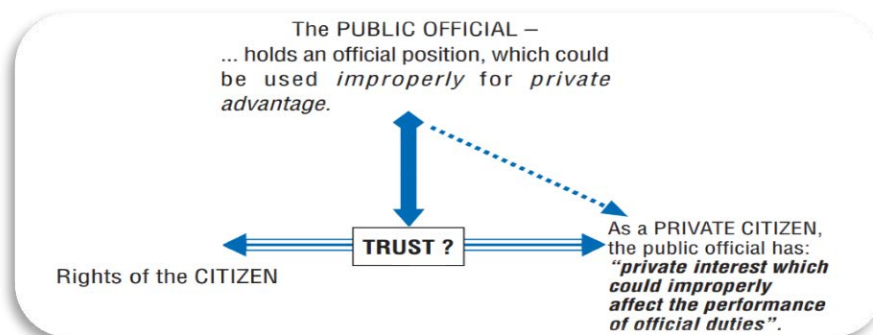 The PUBLIC OFFICIAL –
... holds an official position, which could
be used improperly for private
advantage.
TRUST ?
Rights of the CITIZEN
As a PRIVATE CITIZEN,
the public official has:
“private interest which
could improperly
affect the performance
of official duties”.